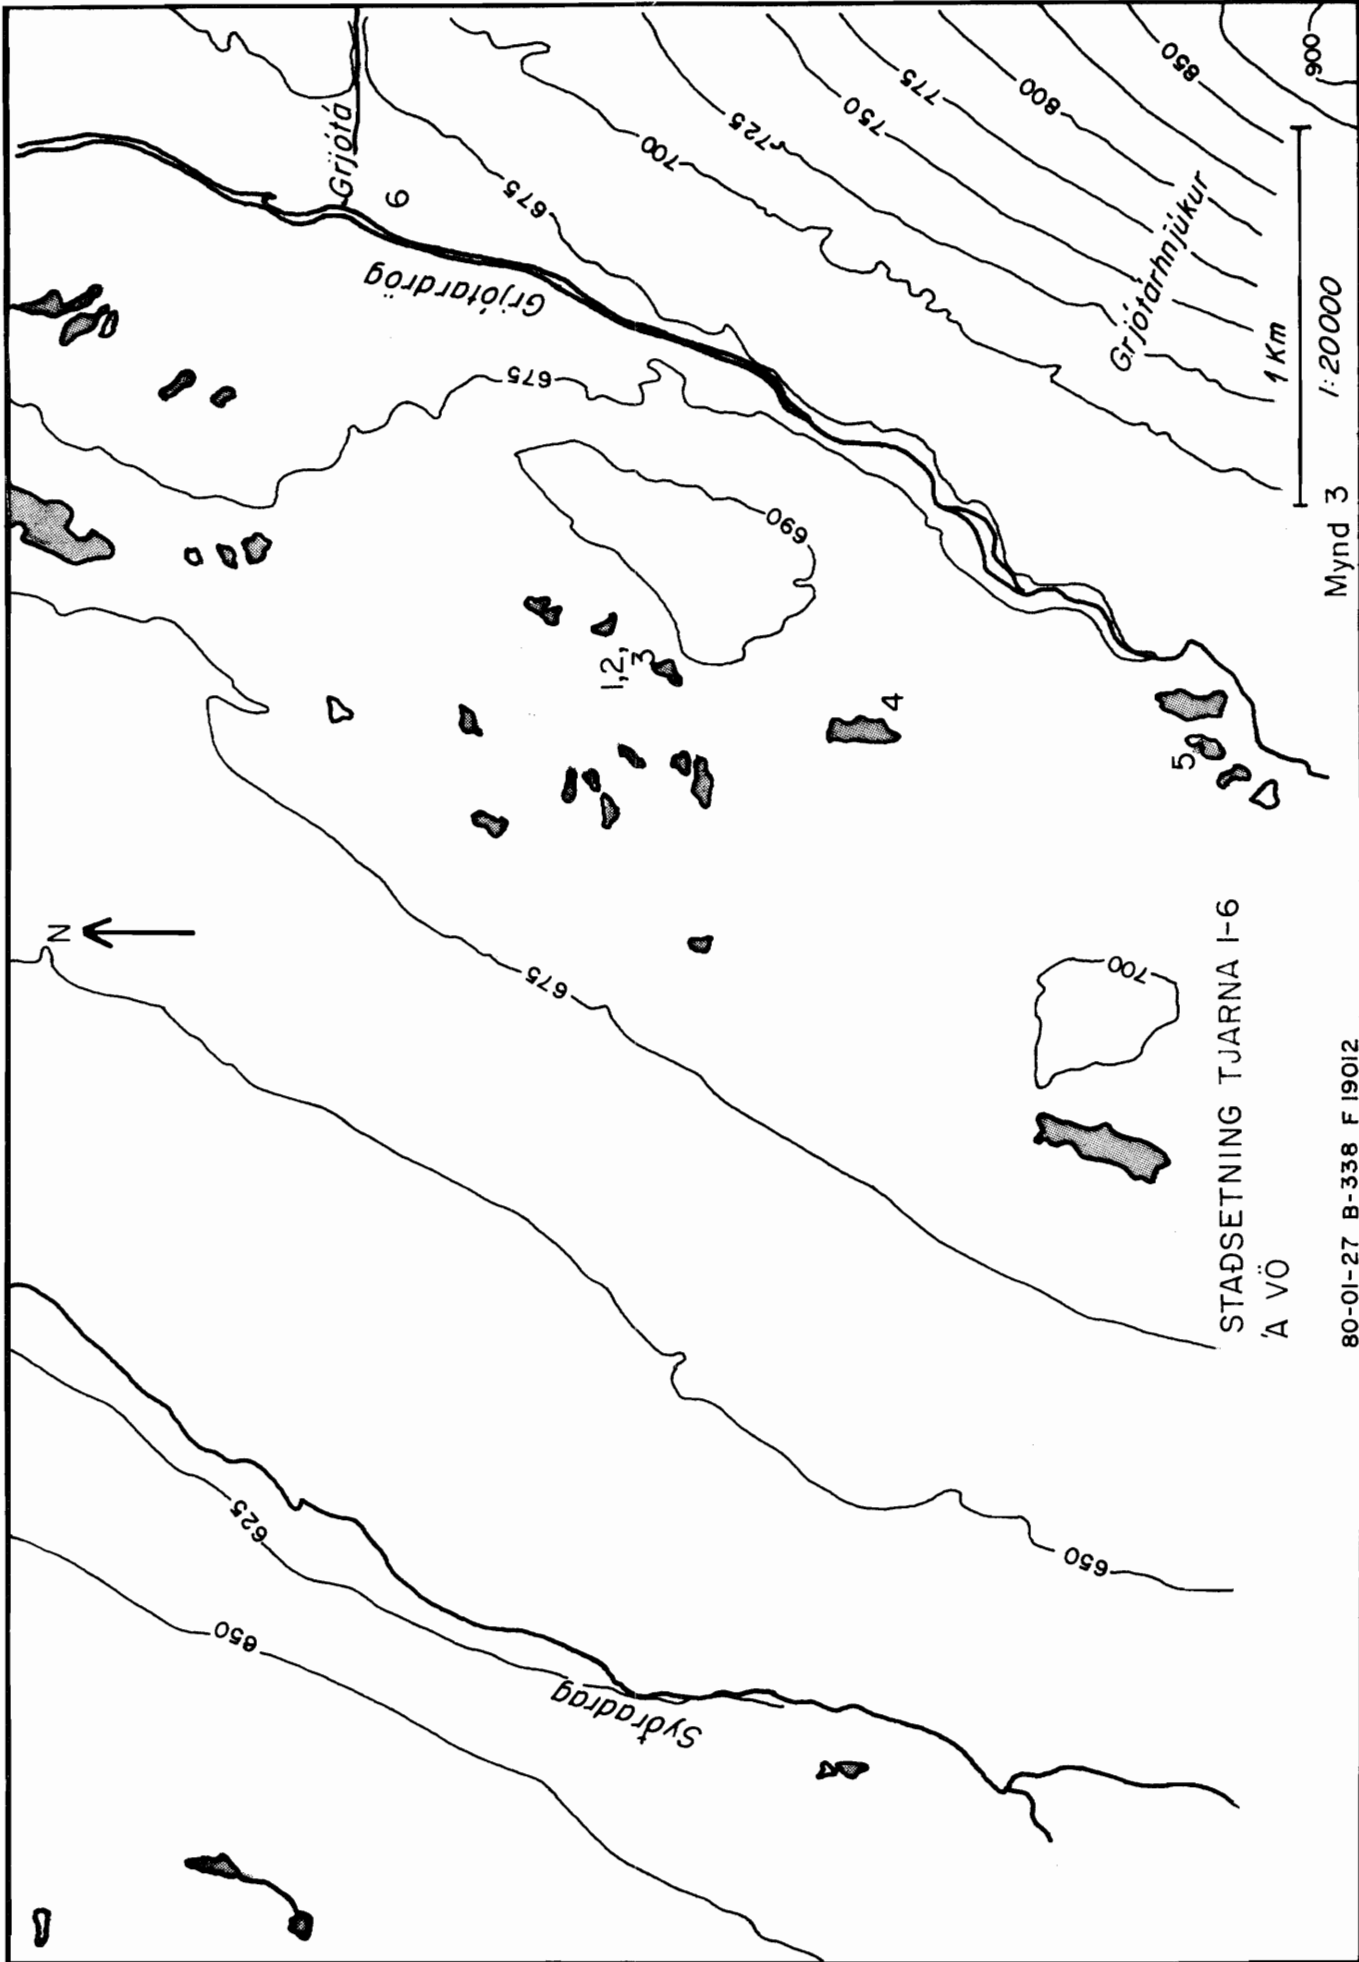 N
Grjótá
6
Grjótardrög
675
700
725
750
775
800
850
900
675
690
1,2,
3
4
5
Grjótárhnjúkur
1 Km
1:20000
Mynd 3
675
700
625
650
650
Syðradrag
STAÐSETNING TJARNA 1-6
Á VÖ
80-01-27 B-338 F 19012